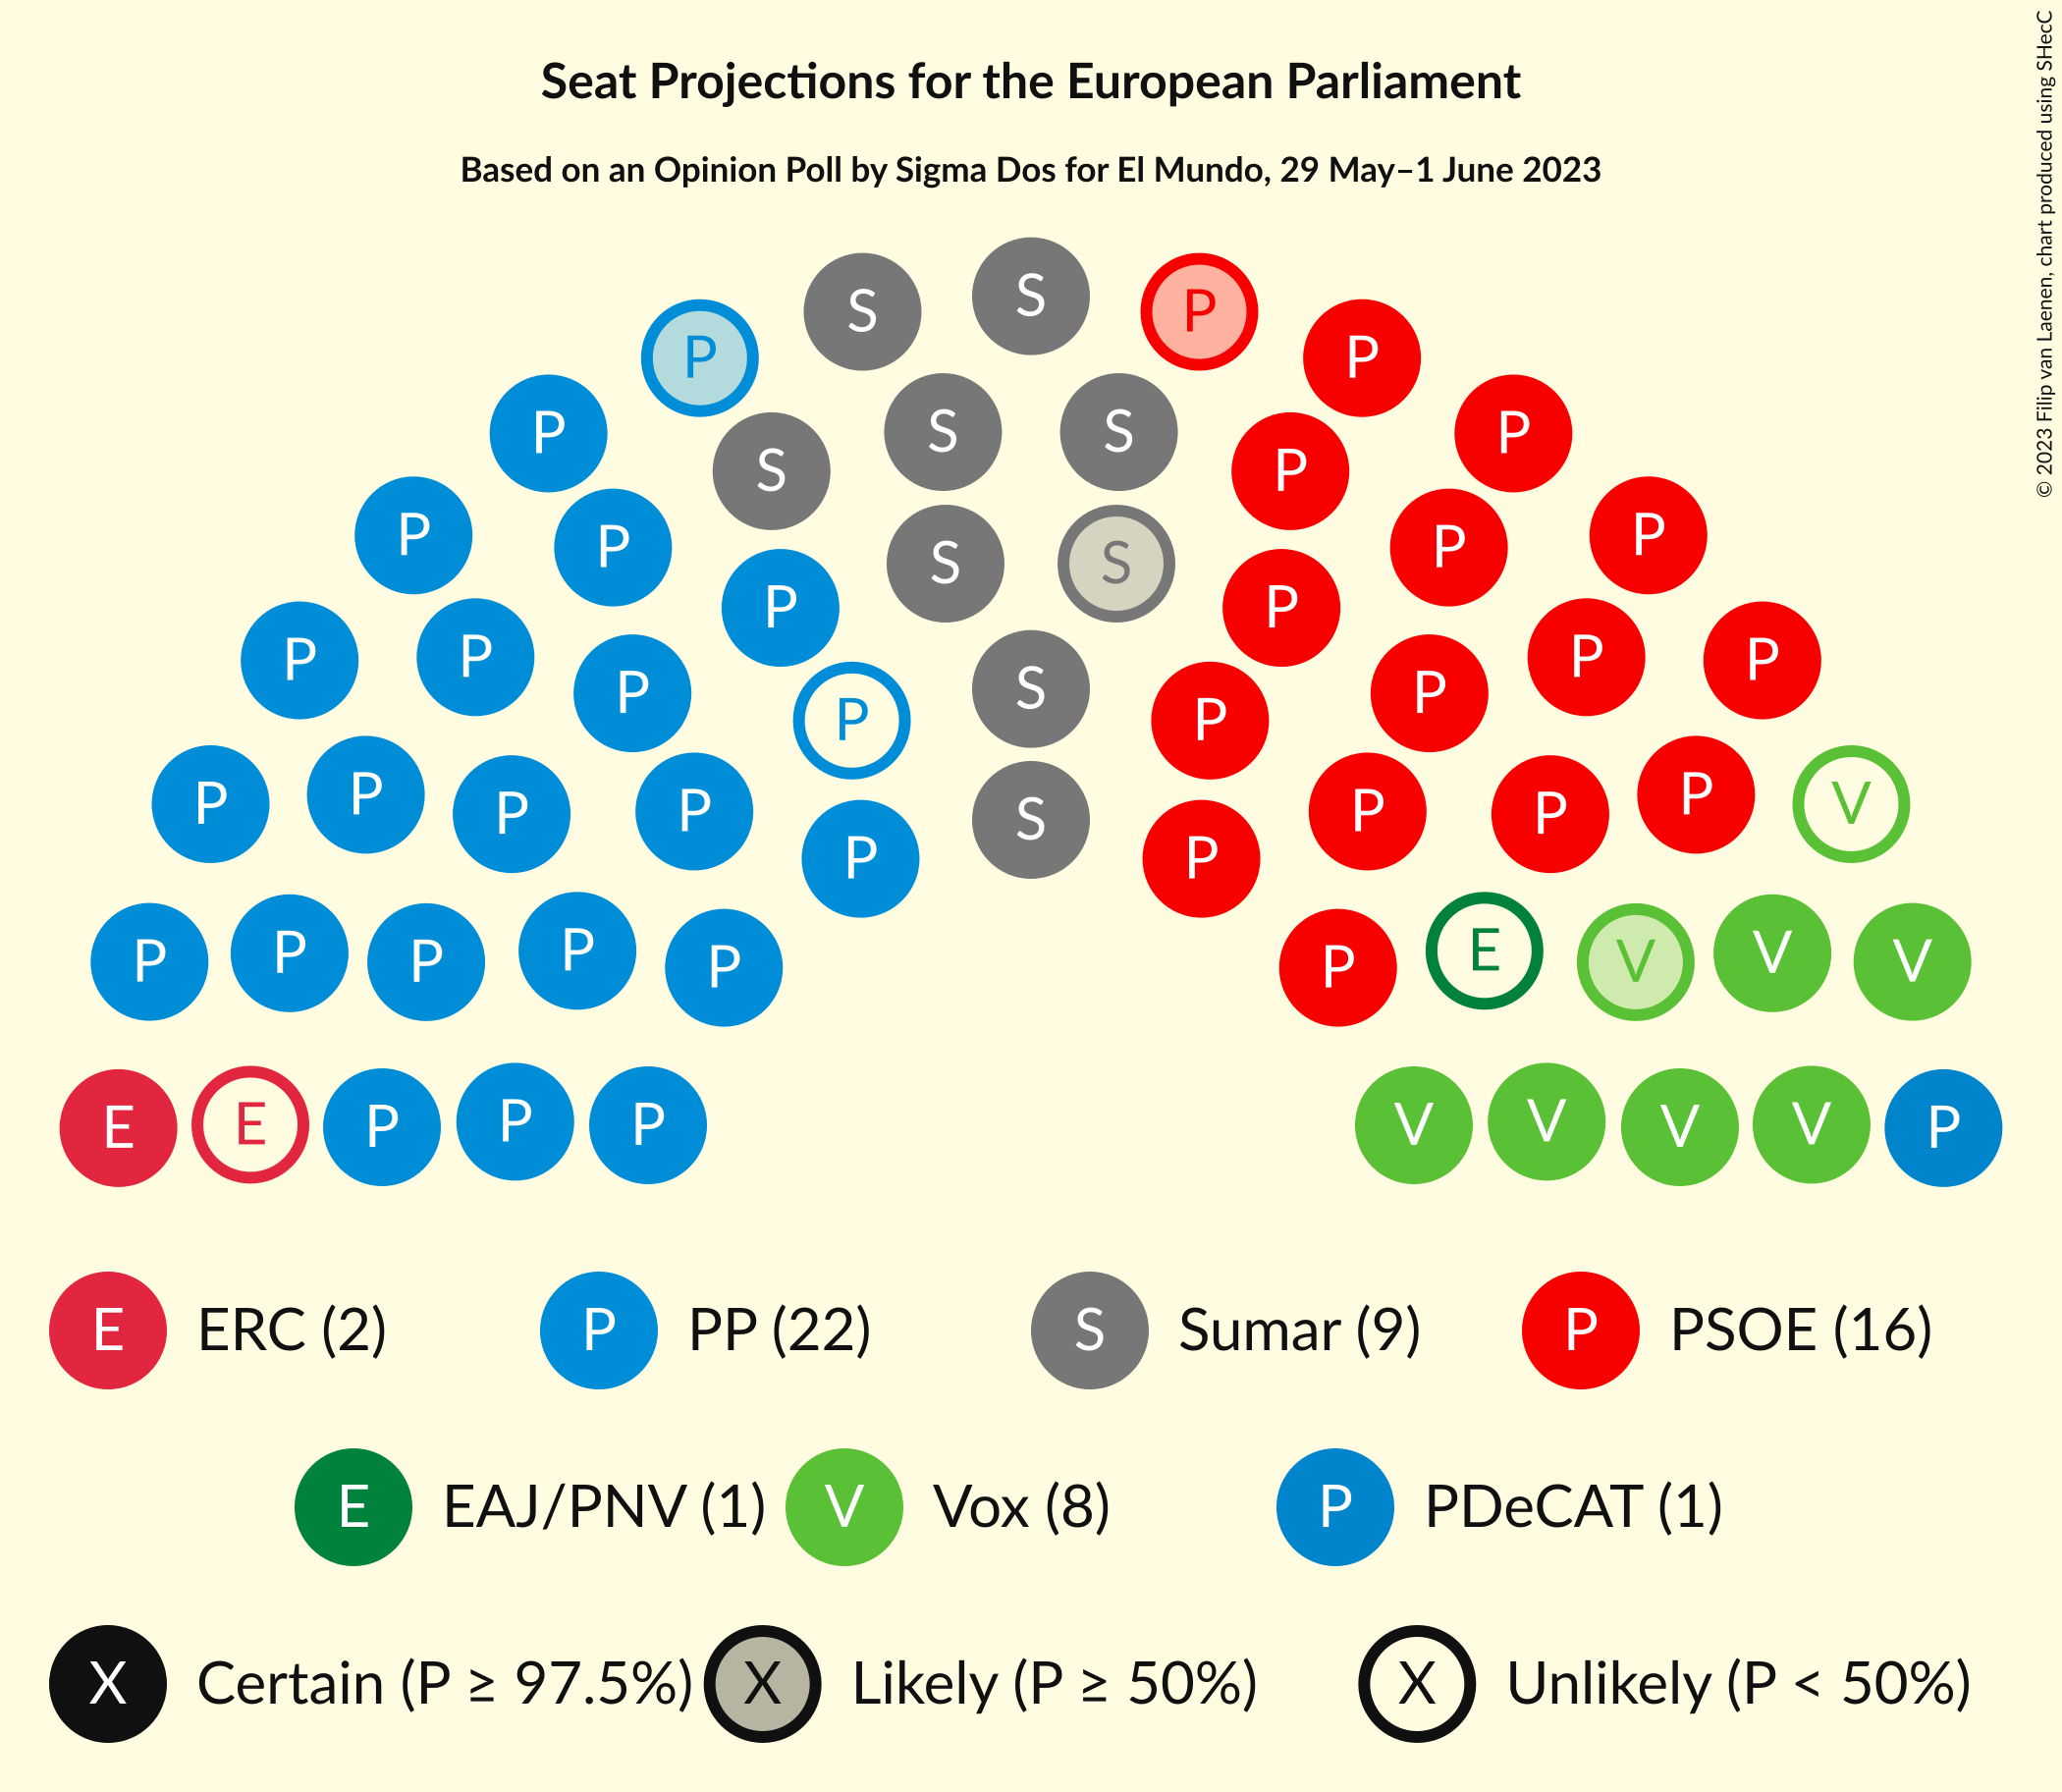 Seat Projections for the European Parliament
Based on an Opinion Poll by Sigma Dos for El Mundo, 29 May–1 June 2023
© 2023 Filip van Laenen, chart produced using SHecC
S
S P
P P
P S S P
S P
P P S S P P
P P
P P P S P P P
P P
P P P P S P P P V
P P
P P P P P P E V V V
E E P P P V V V V P
E ERC (2) P PP (22) S Sumar (9) P PSOE (16)
E EAJ/PNV (1) V Vox (8) P PDeCAT (1)
X Certain (P ≥ 97.5%) X Likely (P ≥ 50%) X Unlikely (P < 50%)